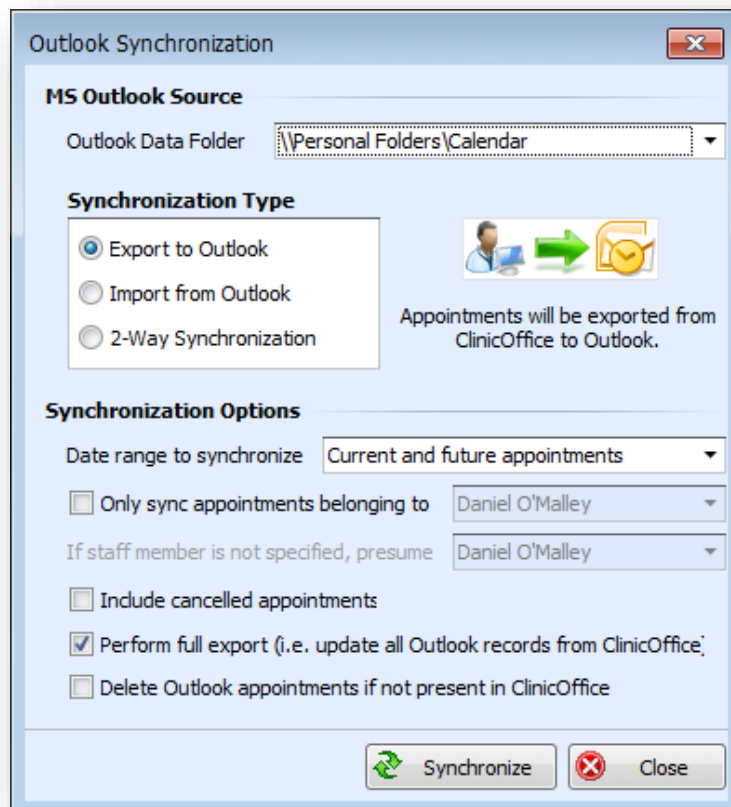 Outlook Synchronization
MS Outlook Source
Outlook Data Folder \\Personal Folders\Calendar
Synchronization Type
Export to Outlook
Import from Outlook
2-Way Synchronization
Appointments will be exported from
ClinicOffice to Outlook.
Synchronization Options
Date range to synchronize Current and future appointments
Only sync appointments belonging to Daniel O'Malley
If staff member is not specified, presume Daniel O'Malley
Include cancelled appointments
Perform full export (i.e. update all Outlook records from ClinicOffice)
Delete Outlook appointments if not present in ClinicOffice
Synchronize Close